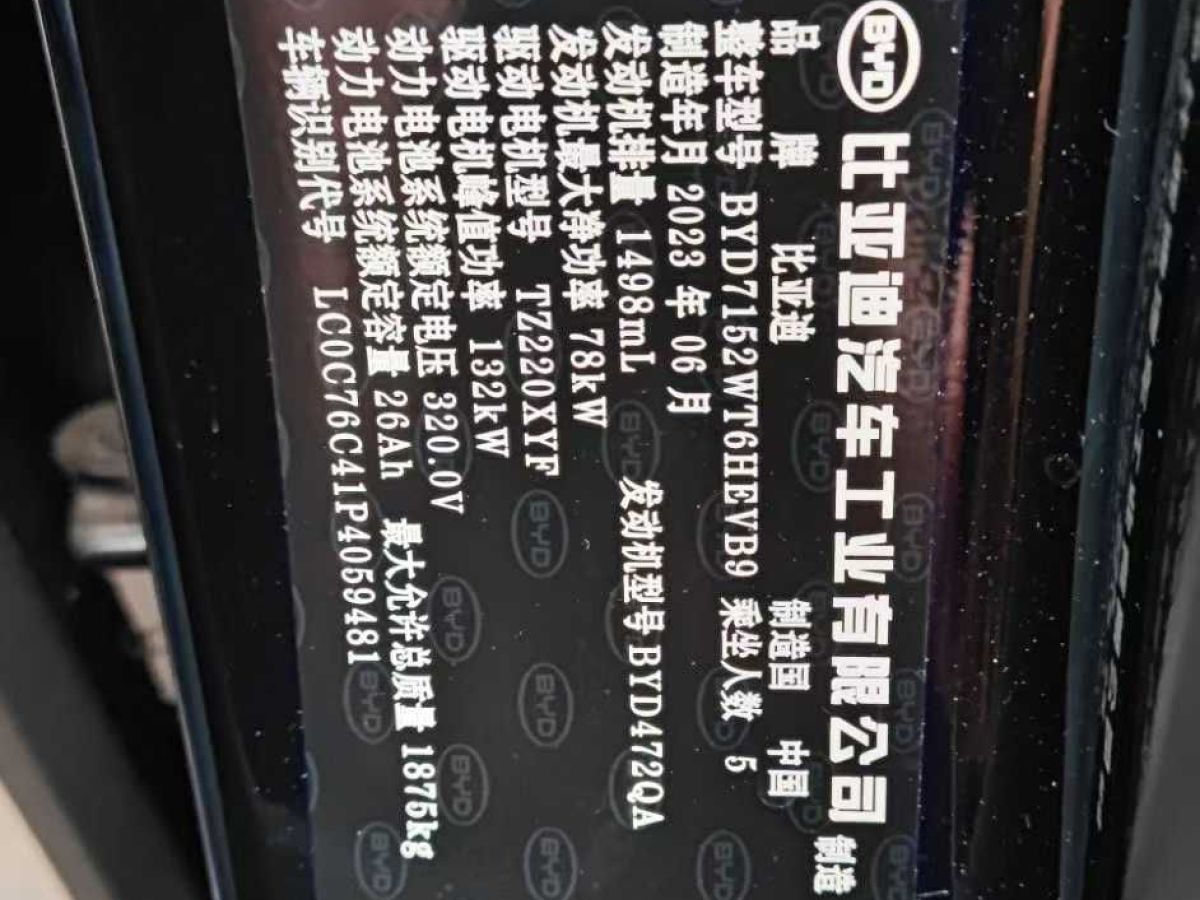 BYD 比亚迪汽车工业有限公司 制造
品牌 比亚迪 制造国 中国
整车型号 BYD7152WT6HEVB9 乘坐人数 5
制造年月 2023 年 06 月
发动机排量 1498mL 发动机型号 BYD472QA
发动机最大净功率 78kW
驱动电机型号 TZ220XYF
驱动电机峰值功率 132kW
动力电池系统额定电压 320.0V
动力电池系统额定容量 26Ah 最大允许总质量 1875kg
车辆识别代号 LC0C76C41P4059481